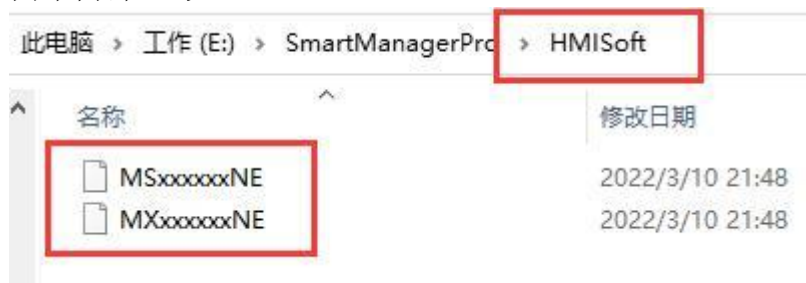 此电脑 > 工作 (E:) > SmartManagerPro > HMISoft
名称 修改日期
MSxxxxxxNE 2022/3/10 21:48
MXxxxxxxNE 2022/3/10 21:48